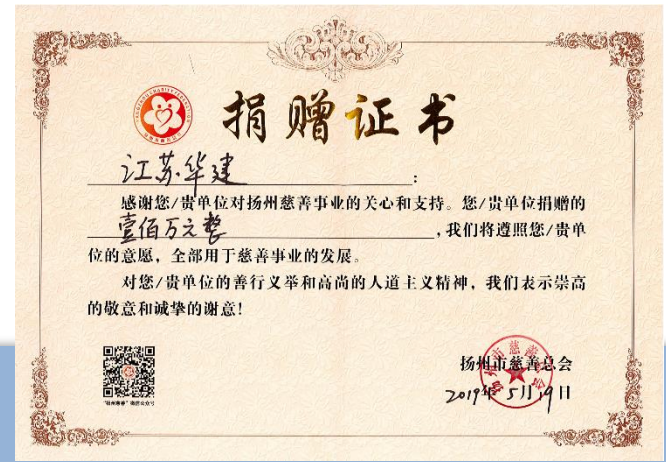 捐赠证书
江苏华建:
感谢您/贵单位对扬州慈善事业的关心和支持。您/贵单位捐赠的
壹佰万元整,我们将遵照您/贵单
位的意愿，全部用于慈善事业的发展。
对您/贵单位的善行义举和高尚的人道主义精神，我们表示崇高
的敬意和诚挚的谢意!
扬州市慈善总会
2019年5月19日